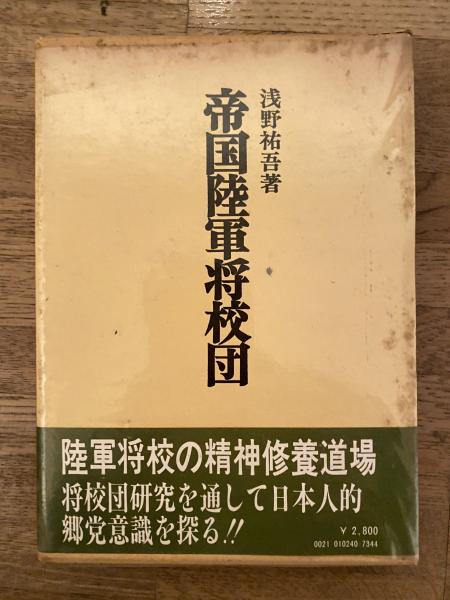 浅野祐吾著
帝国陸軍将校団
陸軍将校の精神修養道場
将校団研究を通して日本人的
郷党意識を探る!!
¥ 2,800
0021 010240 7344